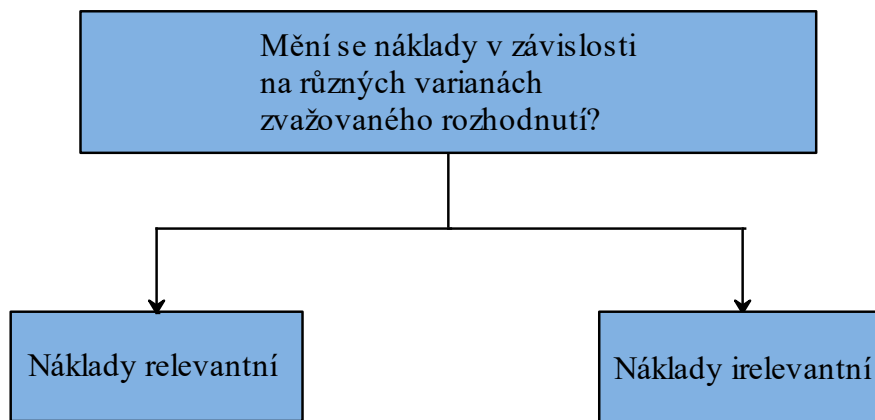 Mění se náklady v závislosti
na různých varianách
zvažovaného rozhodnutí?
Náklady relevantní
Náklady irelevantní